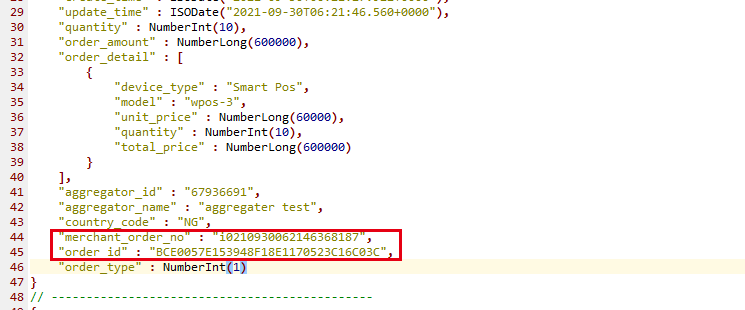 29 "update_time" : ISODate("2021-09-30T06:21:46.560+0000"),
30 "quantity" : NumberInt(10),
31 "order_amount" : NumberLong(600000),
32 "order_detail" : [
33 {
34 "device_type" : "Smart Pos",
35 "model" : "wpos-3",
36 "unit_price" : NumberLong(60000),
37 "quantity" : NumberInt(10),
38 "total_price" : NumberLong(600000)
39 }
40 ],
41 "aggregator_id" : "67936691",
42 "aggregator_name" : "aggregater test",
43 "country_code" : "NG",
44 "merchant_order_no" : "i02109300621463681​87",
45 "order_id" : "BCE0057E153948F18E1170523C16C03C",
46 "order_type" : NumberInt(1)
47 }
48 // -------------------------------------------